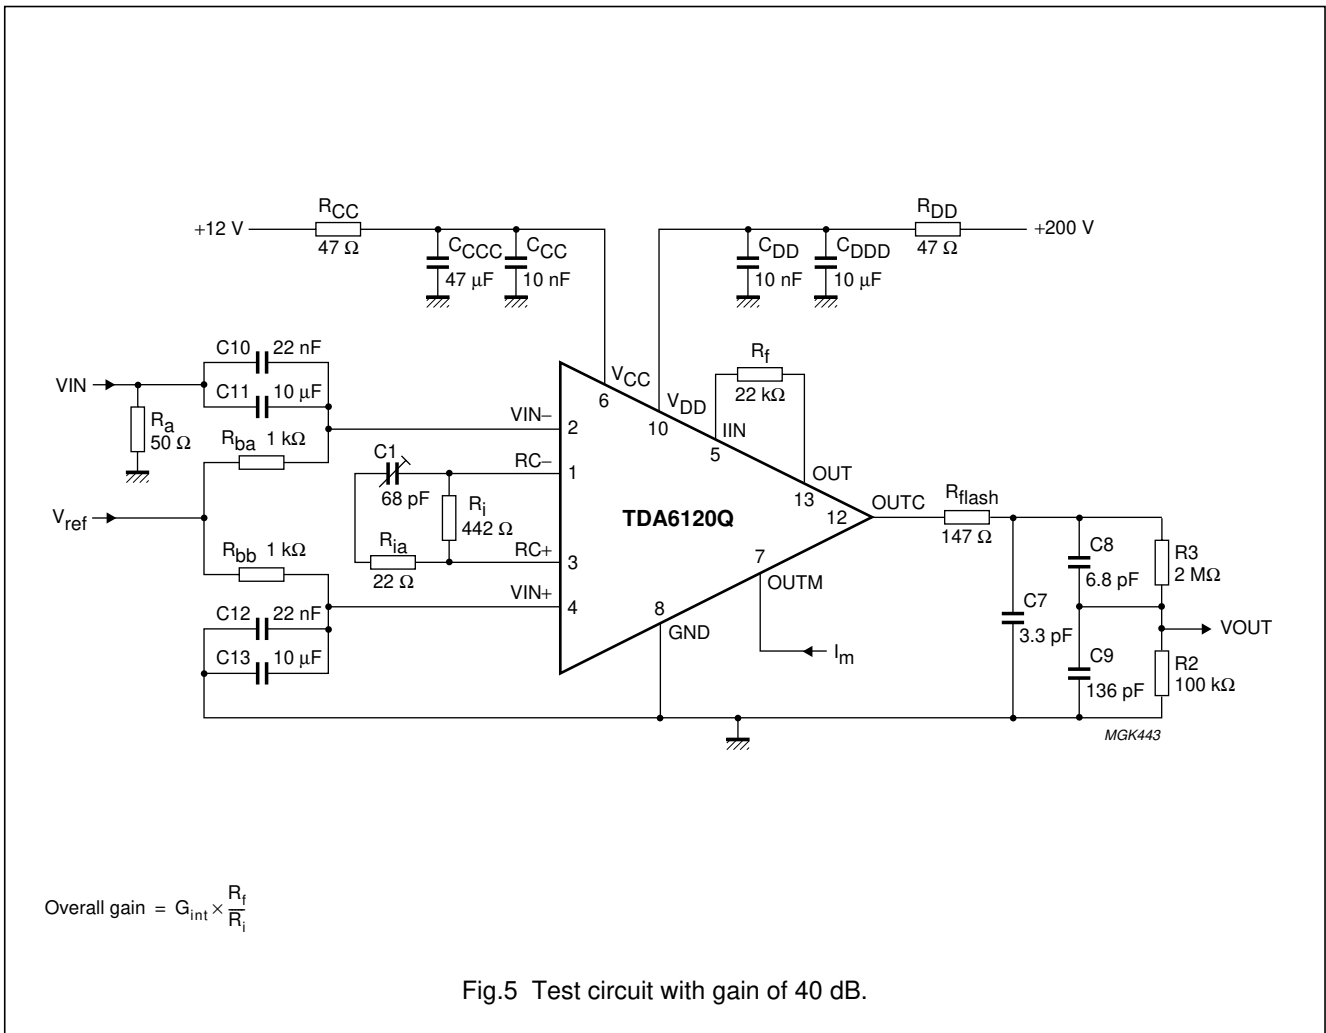 RCC
RDD
+12 V
+200 V
47 Ω
47 Ω
CCCC
CCC
CDD
CDDD
47 µF
10 nF
10 nF
10 µF
C10
22 nF
Rf
VIN
VCC
22 kΩ
C11
10 µF
6
VDD
Ra
50 Ω
VIN−
2
10
IIN
Rba
1 kΩ
5
C1
RC−
1
OUT
68 pF
13
OUTC
Rflash
Ri
442 Ω
Vref
TDA6120Q
12
147 Ω
C8
Rbb
1 kΩ
Ria
RC+
3
7
R3
6.8 pF
2 MΩ
22 Ω
OUTM
VIN+
4
8
C7
C12
22 nF
GND
3.3 pF
VOUT
C13
10 µF
Im
C9
R2
136 pF
100 kΩ
MGK443
Overall gain = Gint × Rf
Ri
Fig.5 Test circuit with gain of 40 dB.